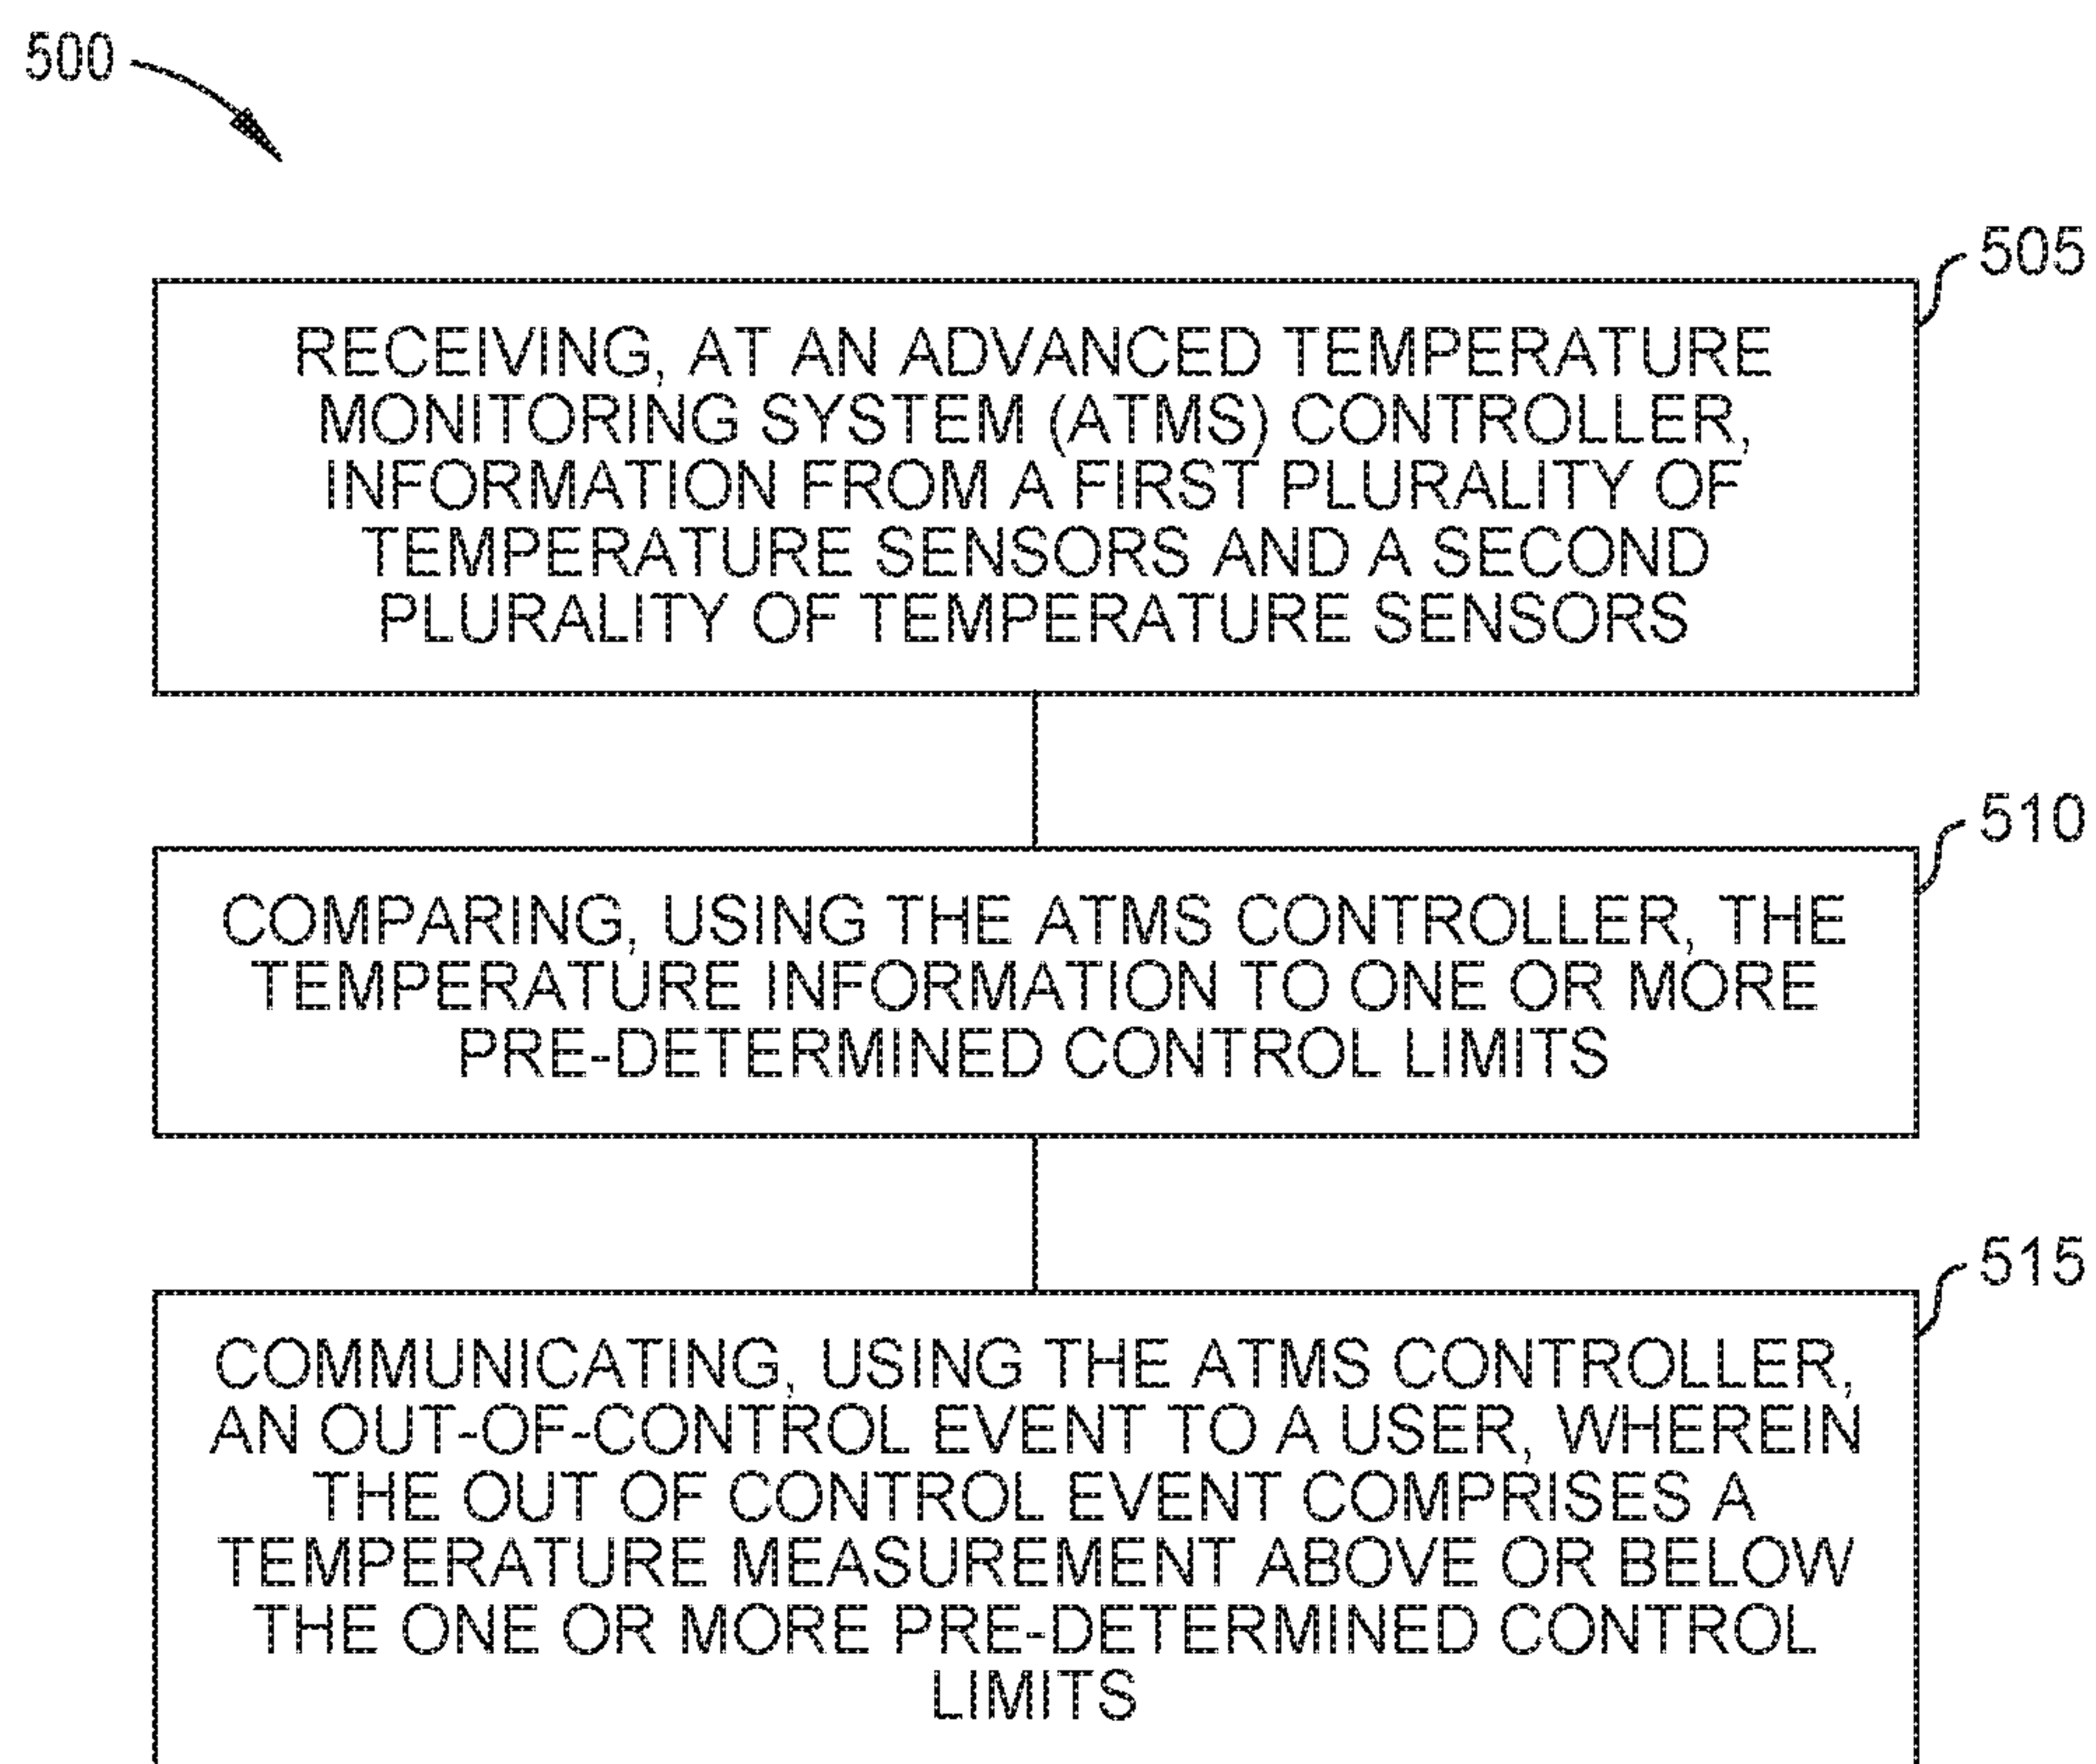 500
505
RECEIVING, AT AN ADVANCED TEMPERATURE
MONITORING SYSTEM (ATMS) CONTROLLER,
INFORMATION FROM A FIRST PLURALITY OF
TEMPERATURE SENSORS AND A SECOND
PLURALITY OF TEMPERATURE SENSORS
510
COMPARING, USING THE ATMS CONTROLLER, THE
TEMPERATURE INFORMATION TO ONE OR MORE
PRE-DETERMINED CONTROL LIMITS
515
COMMUNICATING, USING THE ATMS CONTROLLER,
AN OUT-OF-CONTROL EVENT TO A USER, WHEREIN
THE OUT OF CONTROL EVENT COMPRISES A
TEMPERATURE MEASUREMENT ABOVE OR BELOW
THE ONE OR MORE PRE-DETERMINED CONTROL
LIMITS